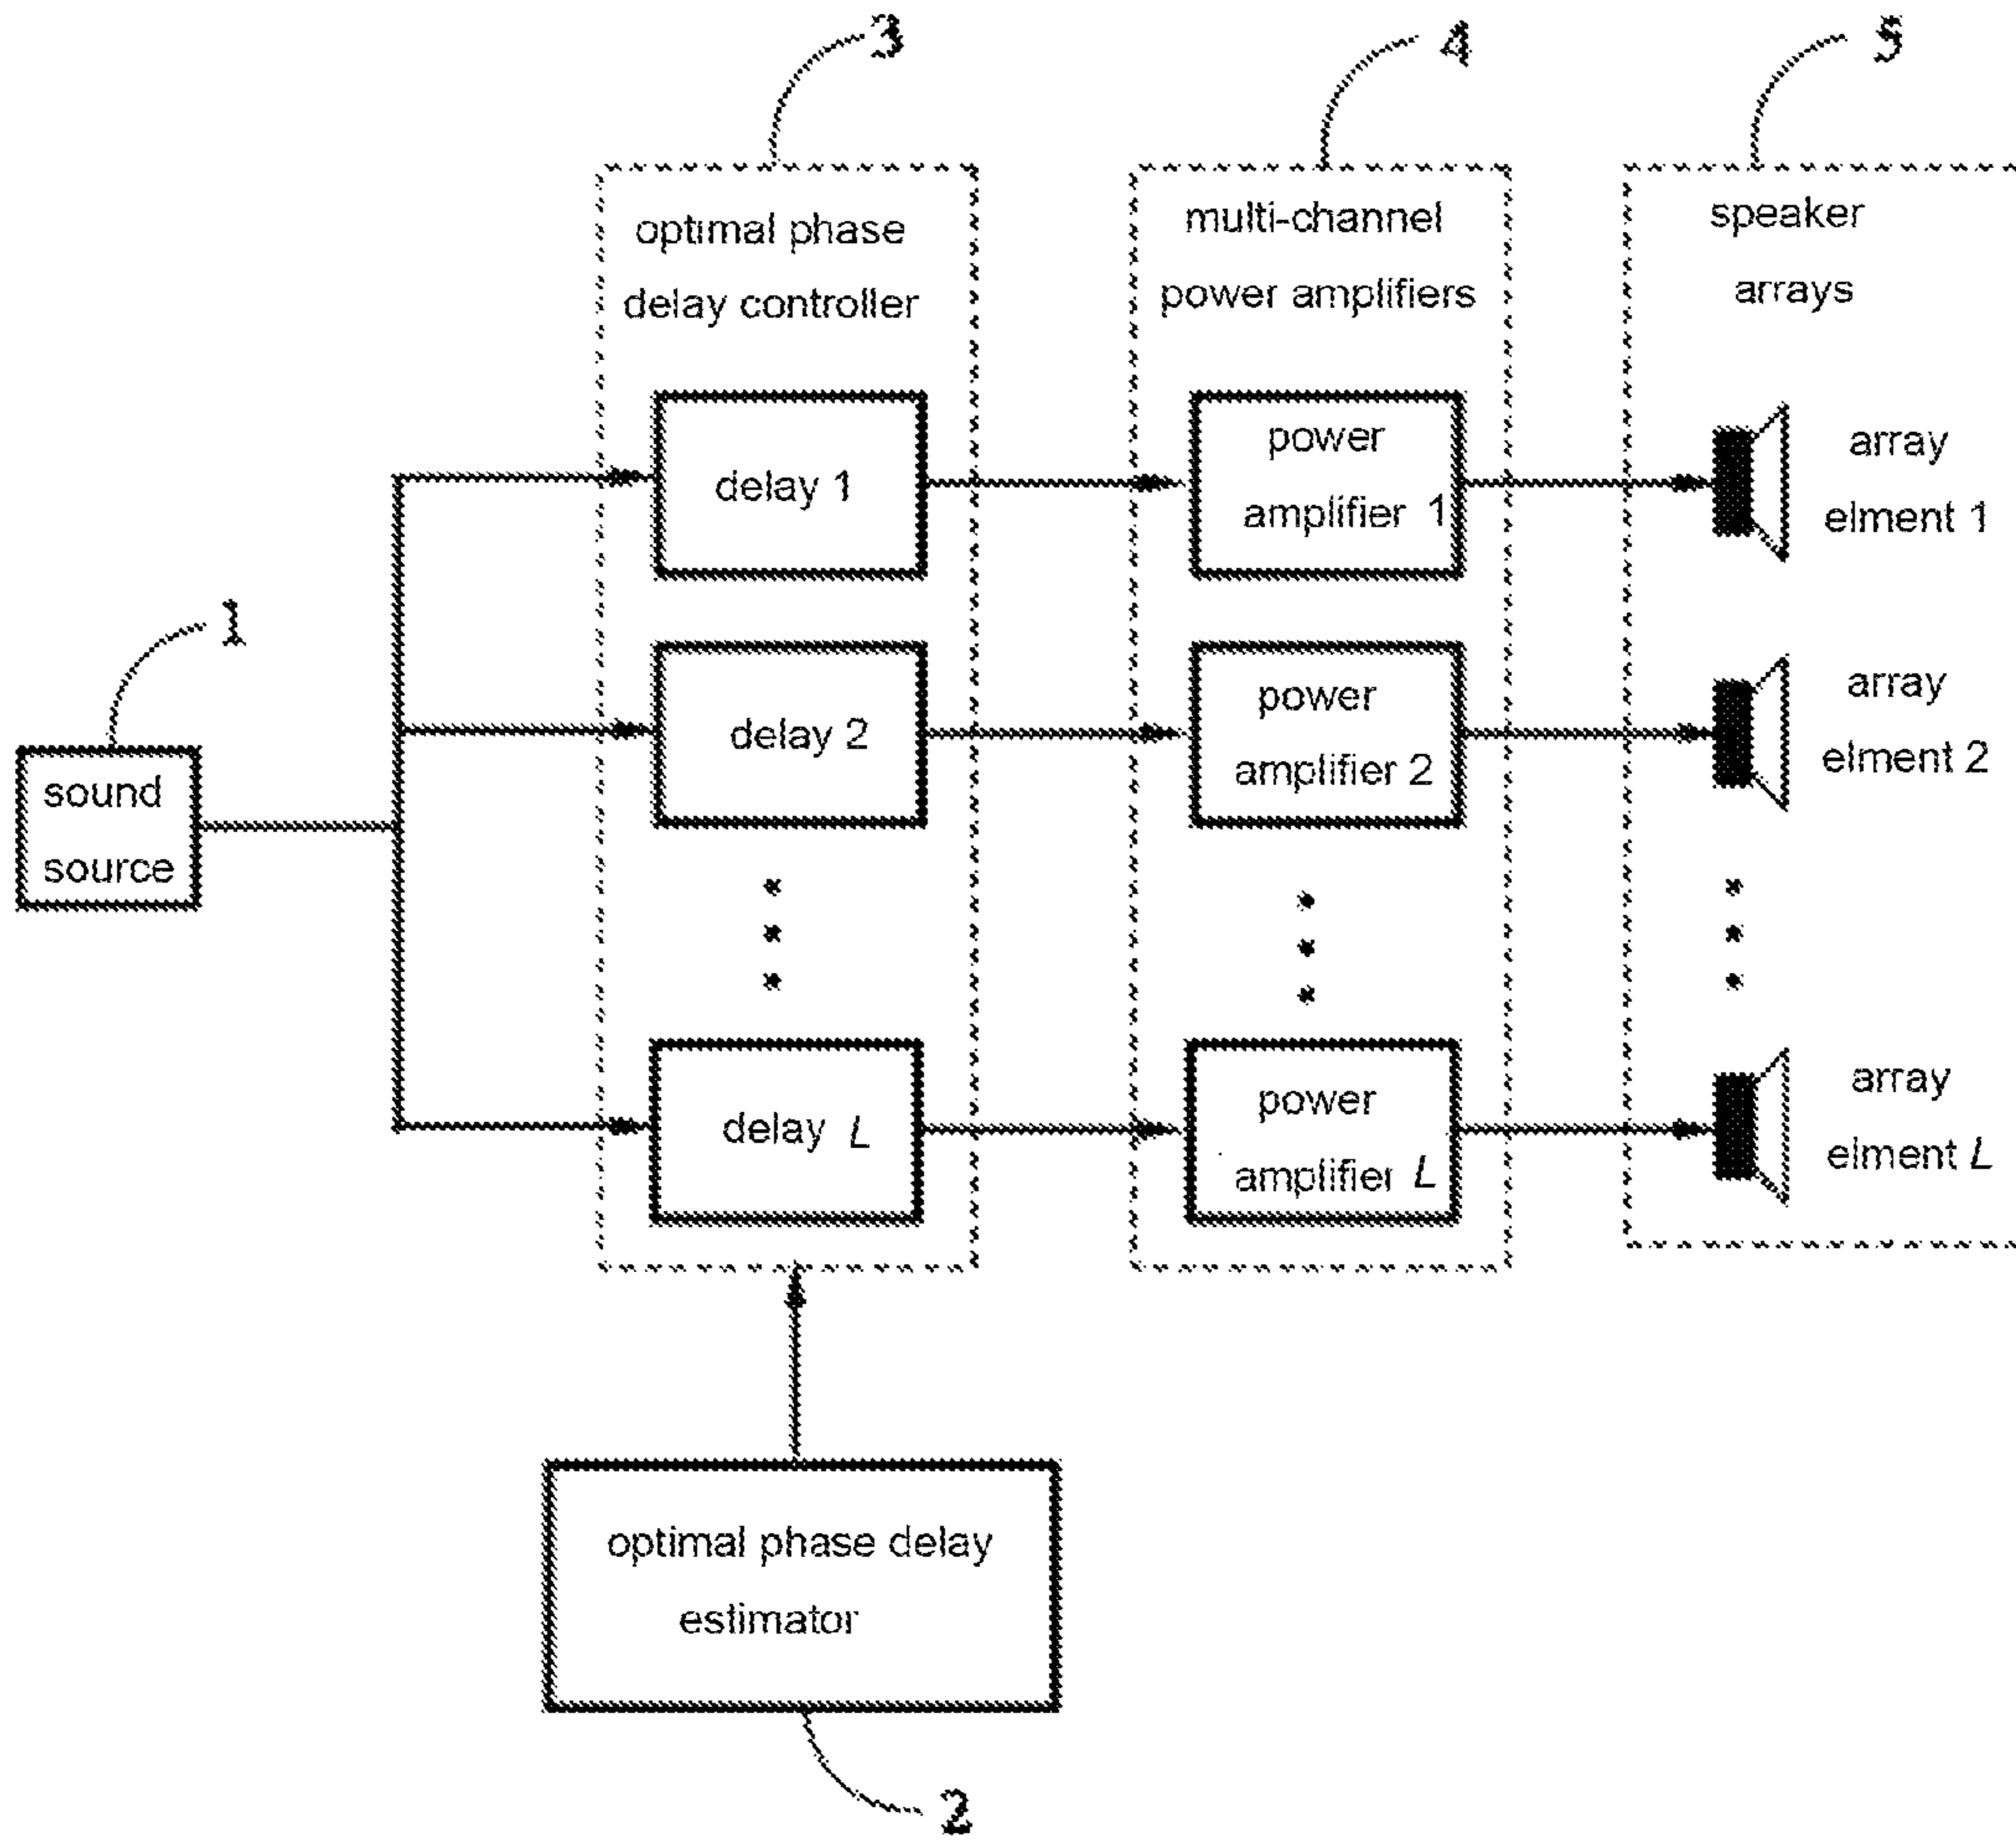 3
4
5
optimal phase
delay controller
multi-channel
power amplifiers
speaker
arrays
delay 1
power
amplifier 1
array
elment 1
1
delay 2
power
amplifier 2
array
elment 2
sound
source
delay L
power
amplifier L
array
elment L
optimal phase delay
estimator
2